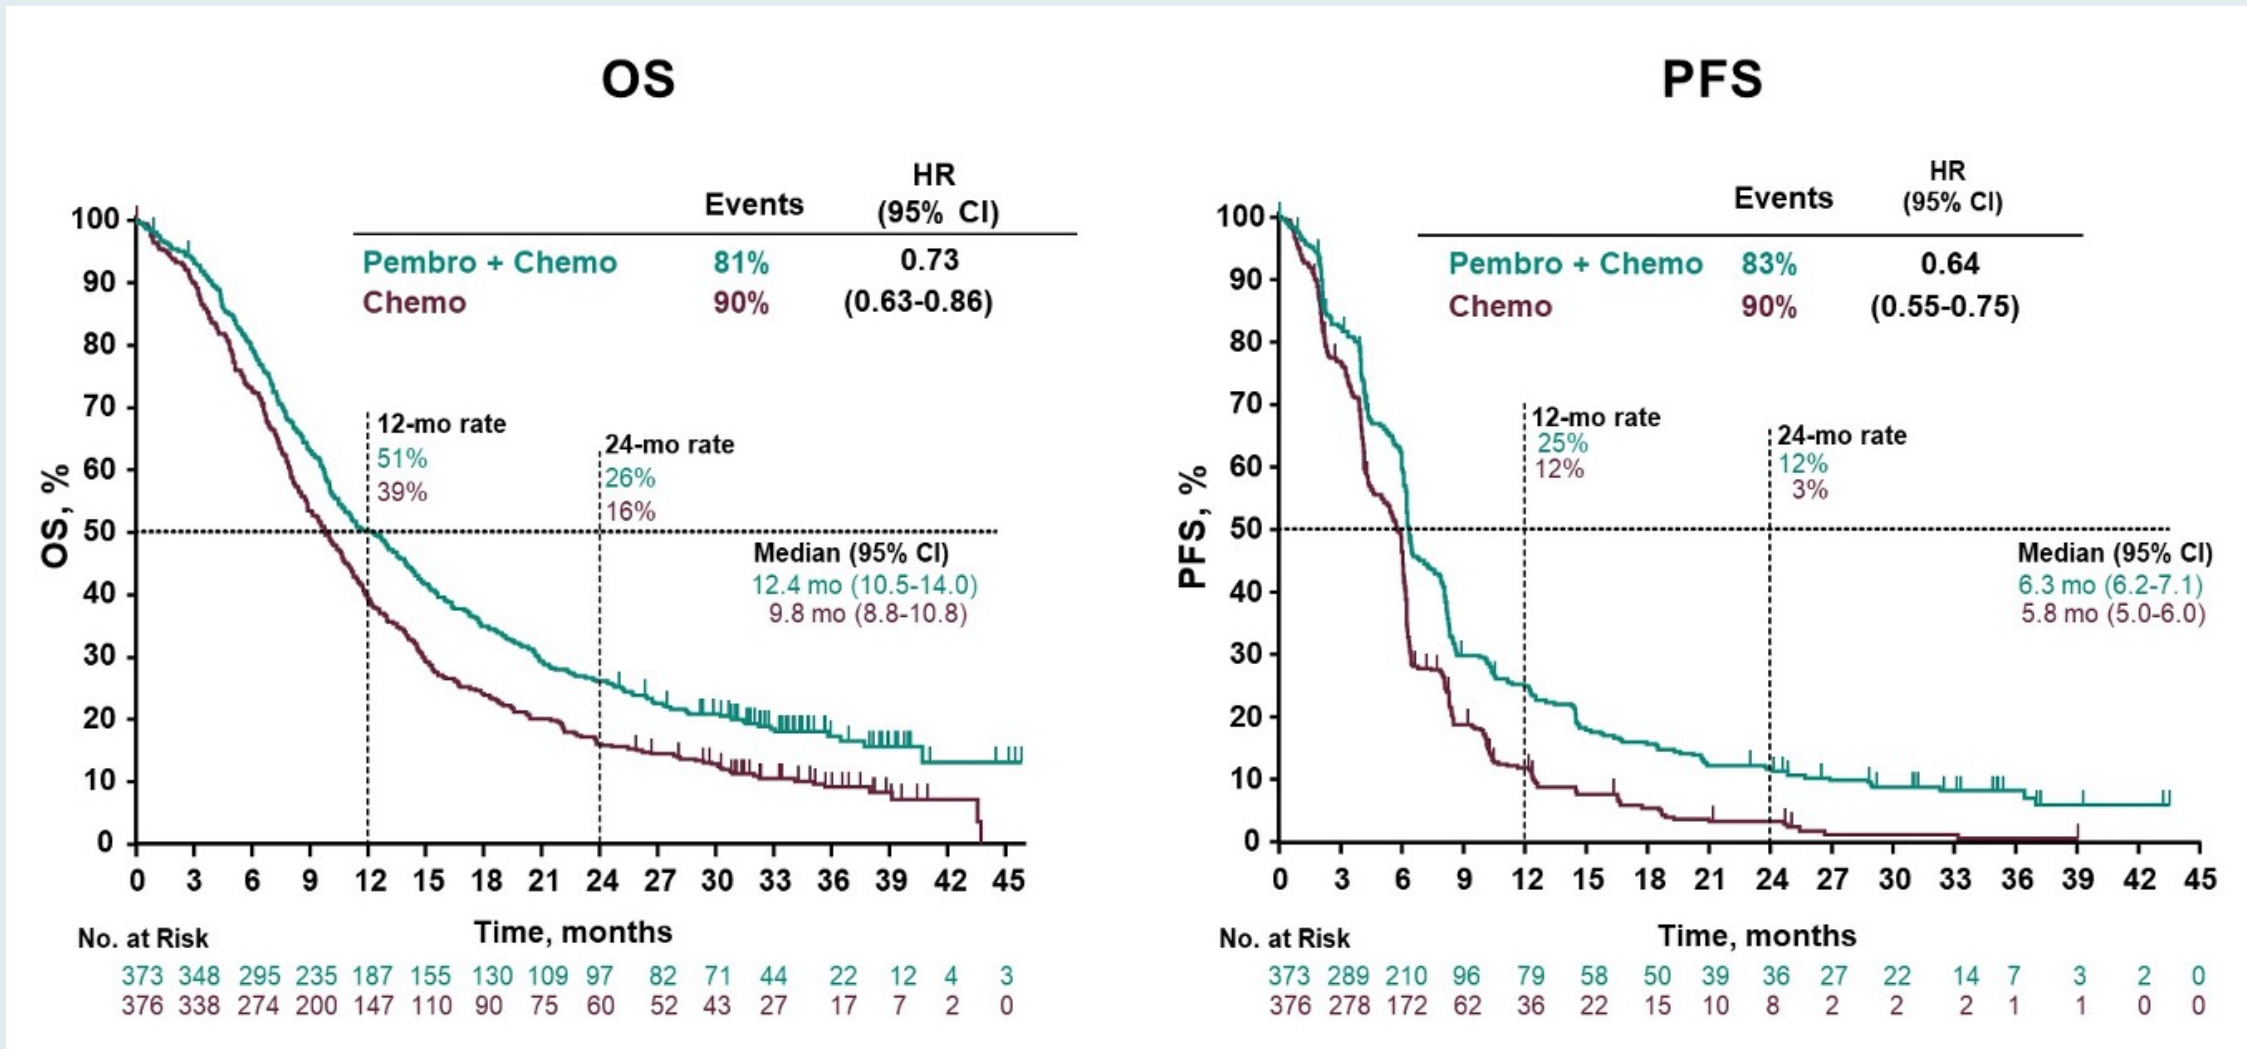 OS
HR
Events (95% CI)
Pembro + Chemo 81% 0.73
Chemo 90% (0.63-0.86)
100
90
80
70
60
50
40
30
20
10
0
OS, %
12-mo rate
51%
39%
24-mo rate
26%
16%
Median (95% CI)
12.4 mo (10.5-14.0)
9.8 mo (8.8-10.8)
0 3 6 9 12 15 18 21 24 27 30 33 36 39 42 45
Time, months
No. at Risk
373 348 295 235 187 155 130 109 97 82 71 44 22 12 4 3
376 338 274 200 147 110 90 75 60 52 43 27 17 7 2 0
PFS
HR
Events (95% CI)
Pembro + Chemo 83% 0.64
Chemo 90% (0.55-0.75)
100
90
80
70
60
50
40
30
20
10
0
PFS, %
12-mo rate
25%
12%
24-mo rate
12%
3%
Median (95% CI)
6.3 mo (6.2-7.1)
5.8 mo (5.0-6.0)
0 3 6 9 12 15 18 21 24 27 30 33 36 39 42 45
Time, months
No. at Risk
373 289 210 96 79 58 50 39 36 27 22 14 7 3 2 0
376 278 172 62 36 22 15 10 8 2 2 2 1 1 0 0